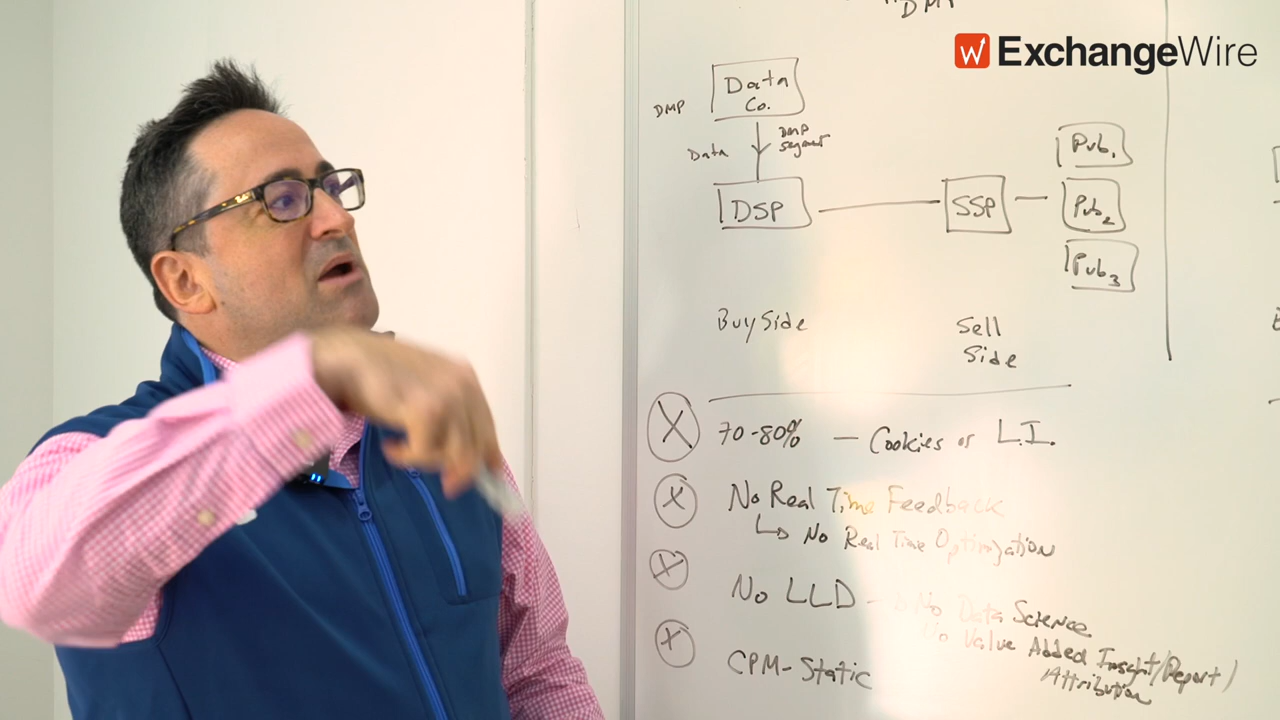 DMP
W ExchangeWire
Data
Co.
DMP
Data
DMP
segment
DSP
SSP
Pub1
Pub2
Pub3
Buy Side
Sell
Side
X 70-80% — Cookies or L.I.
X No Real Time Feedback
↳ No Real Time Optimization
X No LLD → No Data Science
No Value Added Insight/Report/
Attribution
X CPM-Static